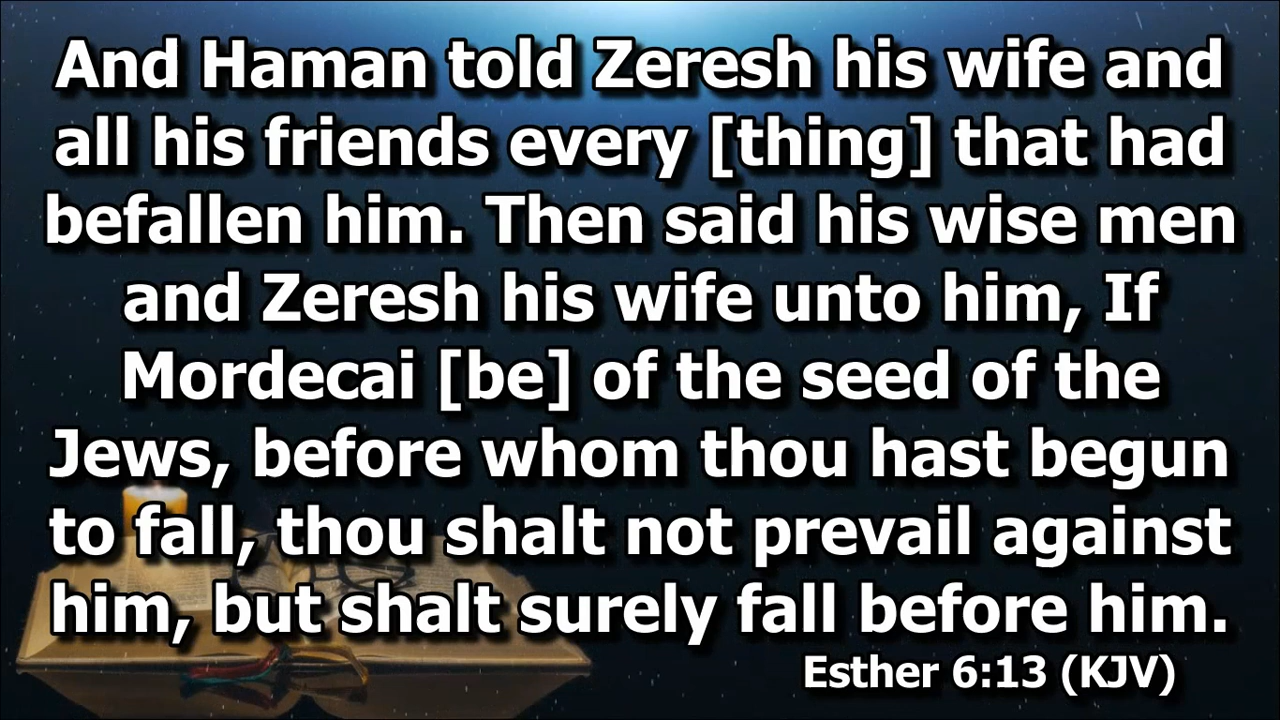 And Haman told Zeresh his wife and
all his friends every [thing] that had
befallen him. Then said his wise men
and Zeresh his wife unto him, If
Mordecai [be] of the seed of the
Jews, before whom thou hast begun
to fall, thou shalt not prevail against
him, but shalt surely fall before him.
Esther 6:13 (KJV)